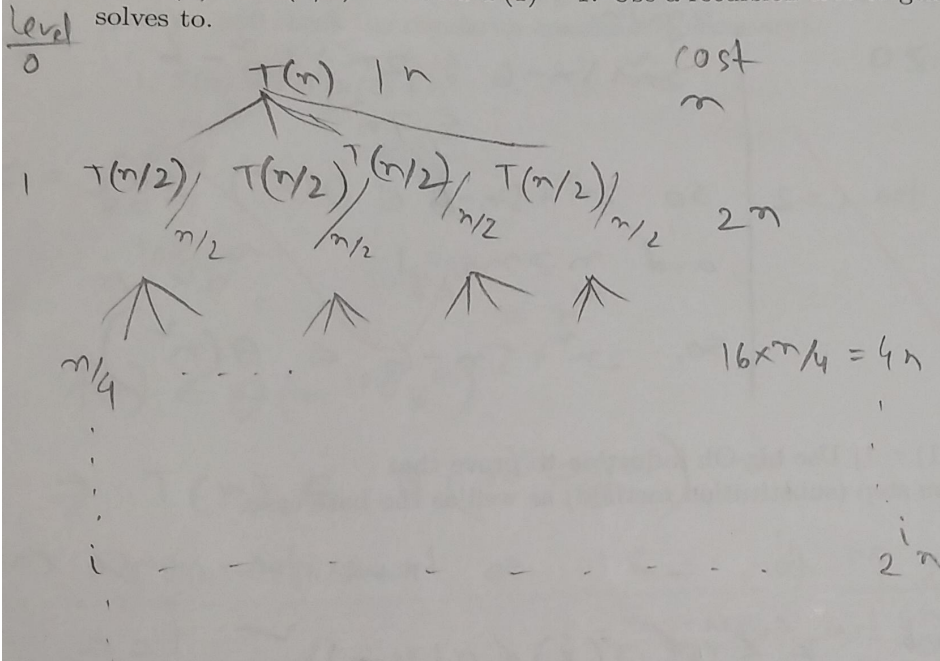 solves to.
Level
0
T(n) | n
cost
n
1 T(n/2)/n/2 T(n/2)/n/2 T(n/2)/n/2 T(n/2)/n/2 2n
n/4 . . . . 16×n/4 = 4n
i - - - - - - - . . 2^i n